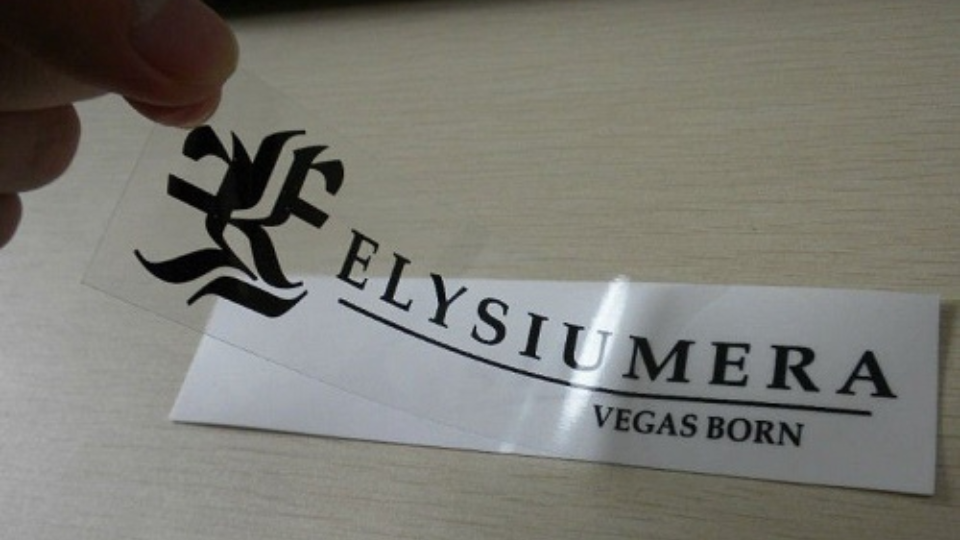 ELYSIUMERA
VEGAS BORN